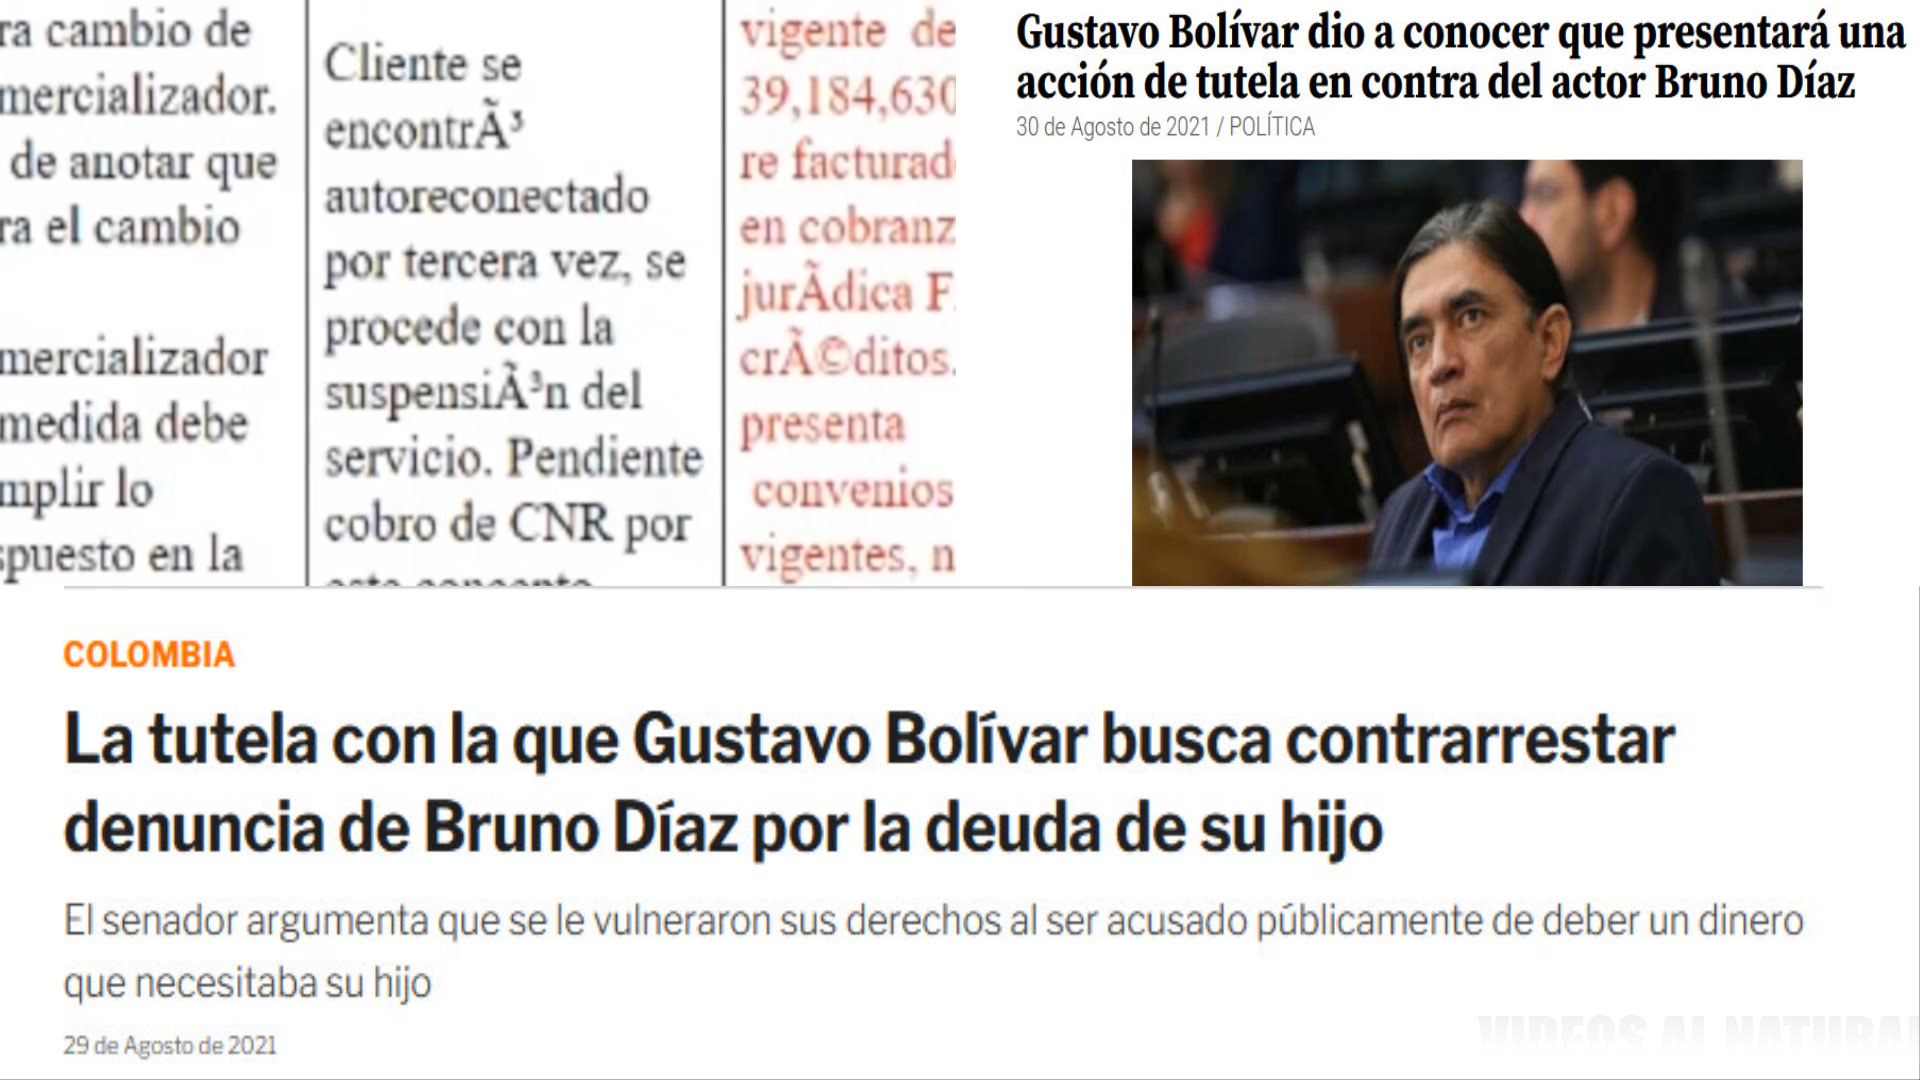 ra cambio de
mercializador.
de anotar que
ra el cambio
mercializador
medida debe
mplir lo
spuesto en la
Cliente se
encontrÃ³
autoreconectado
por tercera vez, se
procede con la
suspensiÃ³n del
servicio. Pendiente
cobro de CNR por
este concepto
vigente de
39,184,630
re facturad
en cobranz
jurÃdica F
crÃ©ditos.
presenta
convenios
vigentes, n
Gustavo Bolívar dio a conocer que presentará una
acción de tutela en contra del actor Bruno Díaz
30 de Agosto de 2021 / POLÍTICA
COLOMBIA
La tutela con la que Gustavo Bolívar busca contrarrestar
denuncia de Bruno Díaz por la deuda de su hijo
El senador argumenta que se le vulneraron sus derechos al ser acusado públicamente de deber un dinero
que necesitaba su hijo
29 de Agosto de 2021
VIDEOS AL NATURAL